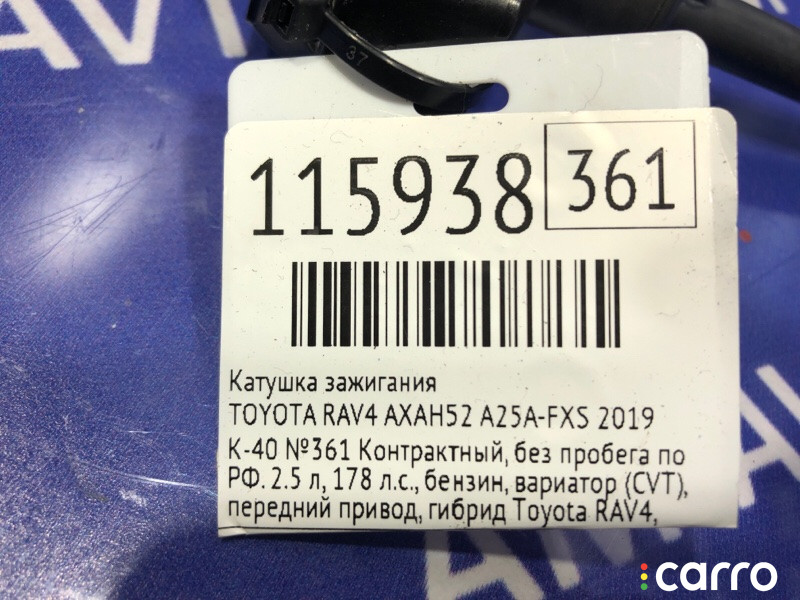 37
115938 361
Катушка зажигания
TOYOTA RAV4 AXAH52 A25A-FXS 2019
К-40 №361 Контрактный, без пробега по
РФ. 2.5 л, 178 л.с., бензин, вариатор (CVT),
передний привод, гибрид Toyota RAV4,
carro